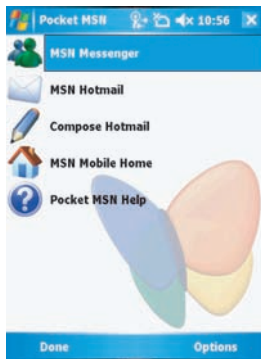 Pocket MSN 10:56
MSN Messenger
MSN Hotmail
Compose Hotmail
MSN Mobile Home
Pocket MSN Help
Done Options